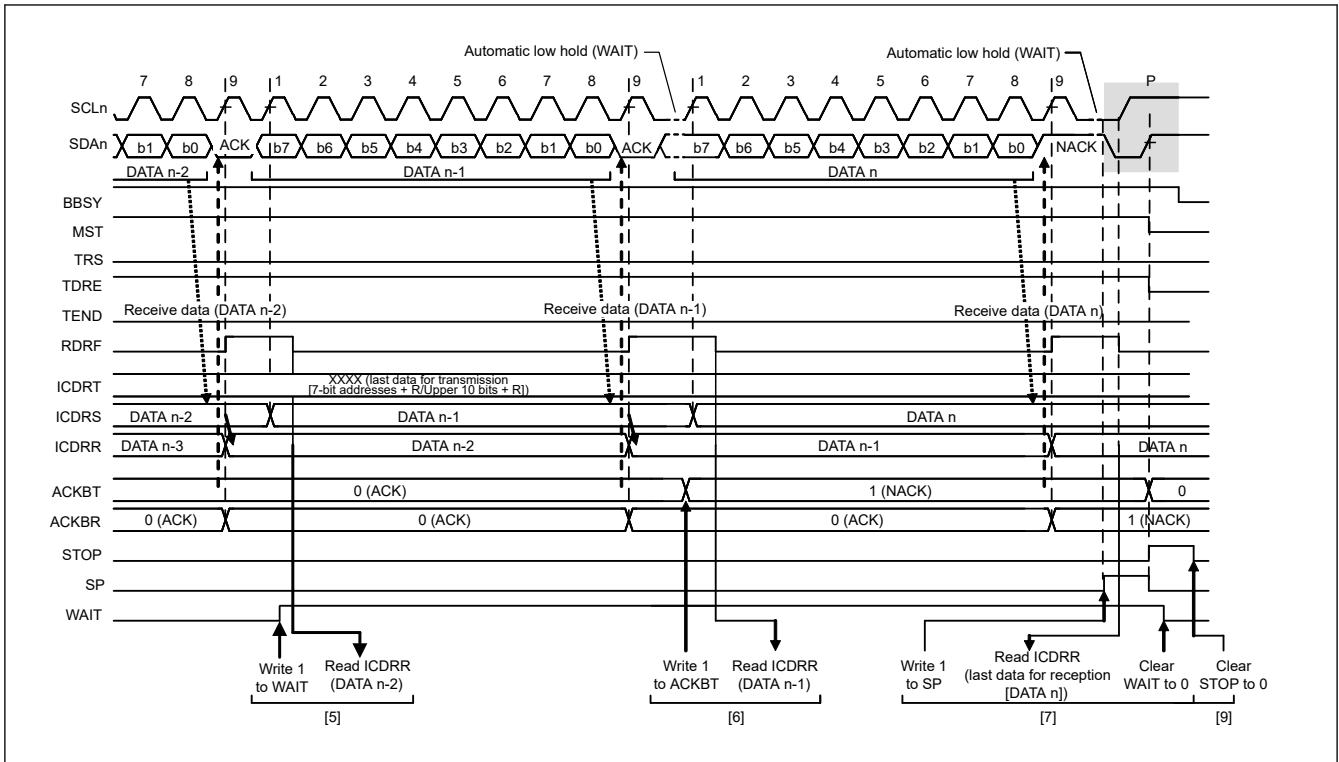 Automatic low hold (WAIT)
Automatic low hold (WAIT)
7 8 9 1 2 3 4 5 6 7 8 9 1 2 3 4 5 6 7 8 9 P
SCLn
SDAn b1 b0 ACK b7 b6 b5 b4 b3 b2 b1 b0 ACK b7 b6 b5 b4 b3 b2 b1 b0 NACK
DATA n-2 DATA n-1 DATA n
BBSY
MST
TRS
TDRE
Receive data (DATA n-2) Receive data (DATA n-1) Receive data (DATA n)
TEND
RDRF
ICDRT XXXX (last data for transmission
[7-bit addresses + R/Upper 10 bits + R])
ICDRS DATA n-2 DATA n-1 DATA n
ICDRR DATA n-3 DATA n-2 DATA n-1 DATA n
ACKBT 0 (ACK) 1 (NACK) 0
ACKBR 0 (ACK) 0 (ACK) 0 (ACK) 1 (NACK)
STOP
SP
WAIT
Write 1
to WAIT
Read ICDRR
(DATA n-2)
[5]
Write 1
to ACKBT
Read ICDRR
(DATA n-1)
[6]
Write 1
to SP
Read ICDRR
(last data for reception
[DATA n])
Clear
WAIT to 0
[7]
Clear
STOP to 0
[9]